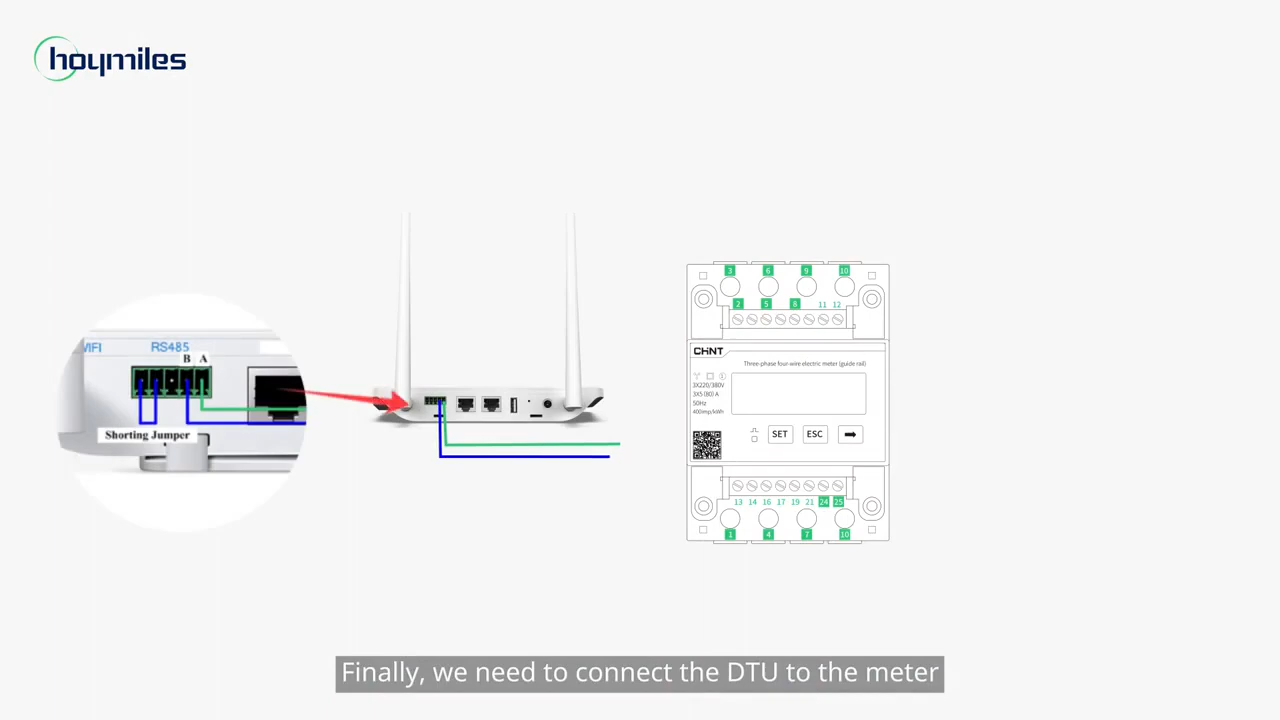 hoymiles
WIFI
RS485
B A
Shorting Jumper
3 6 9 10
2 5 8 11 12
CHNT
Three-phase four-wire electric meter (guide rail)
3X220/380V
3X5 (80) A
50Hz
400imp/kWh
SET ESC
13 14 16 17 19 21 24 25
1 4 7 10
Finally, we need to connect the DTU to the meter